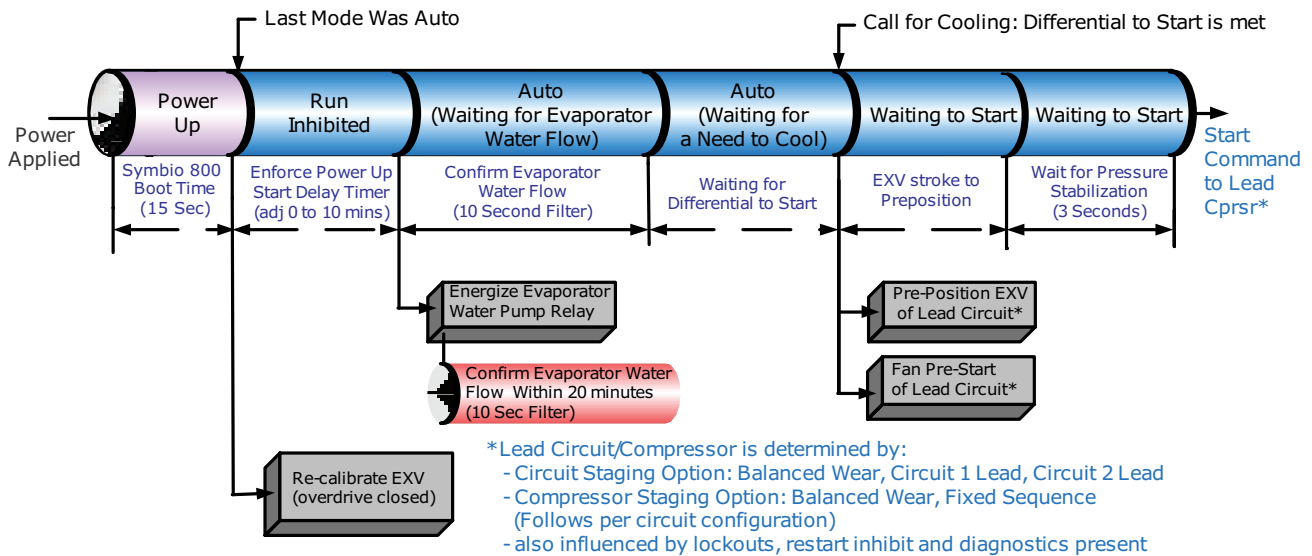 Last Mode Was Auto
Call for Cooling: Differential to Start is met
Power
Applied
Power
Up
Run
Inhibited
Auto
(Waiting for Evaporator
Water Flow)
Auto
(Waiting for
a Need to Cool)
Waiting to Start
Waiting to Start
Start
Command
to Lead
Cprsr*
Symbio 800
Boot Time
(15 Sec)
Enforce Power Up
Start Delay Timer
(adj 0 to 10 mins)
Confirm Evaporator
Water Flow
(10 Second Filter)
Waiting for
Differential to Start
EXV stroke to
Preposition
Wait for Pressure
Stabilization
(3 Seconds)
Energize Evaporator
Water Pump Relay
Pre-Position EXV
of Lead Circuit*
Confirm Evaporator Water
Flow Within 20 minutes
(10 Sec Filter)
Fan Pre-Start
of Lead Circuit*
Re-calibrate EXV
(overdrive closed)
*Lead Circuit/Compressor is determined by:
- Circuit Staging Option: Balanced Wear, Circuit 1 Lead, Circuit 2 Lead
- Compressor Staging Option: Balanced Wear, Fixed Sequence
(Follows per circuit configuration)
- also influenced by lockouts, restart inhibit and diagnostics present